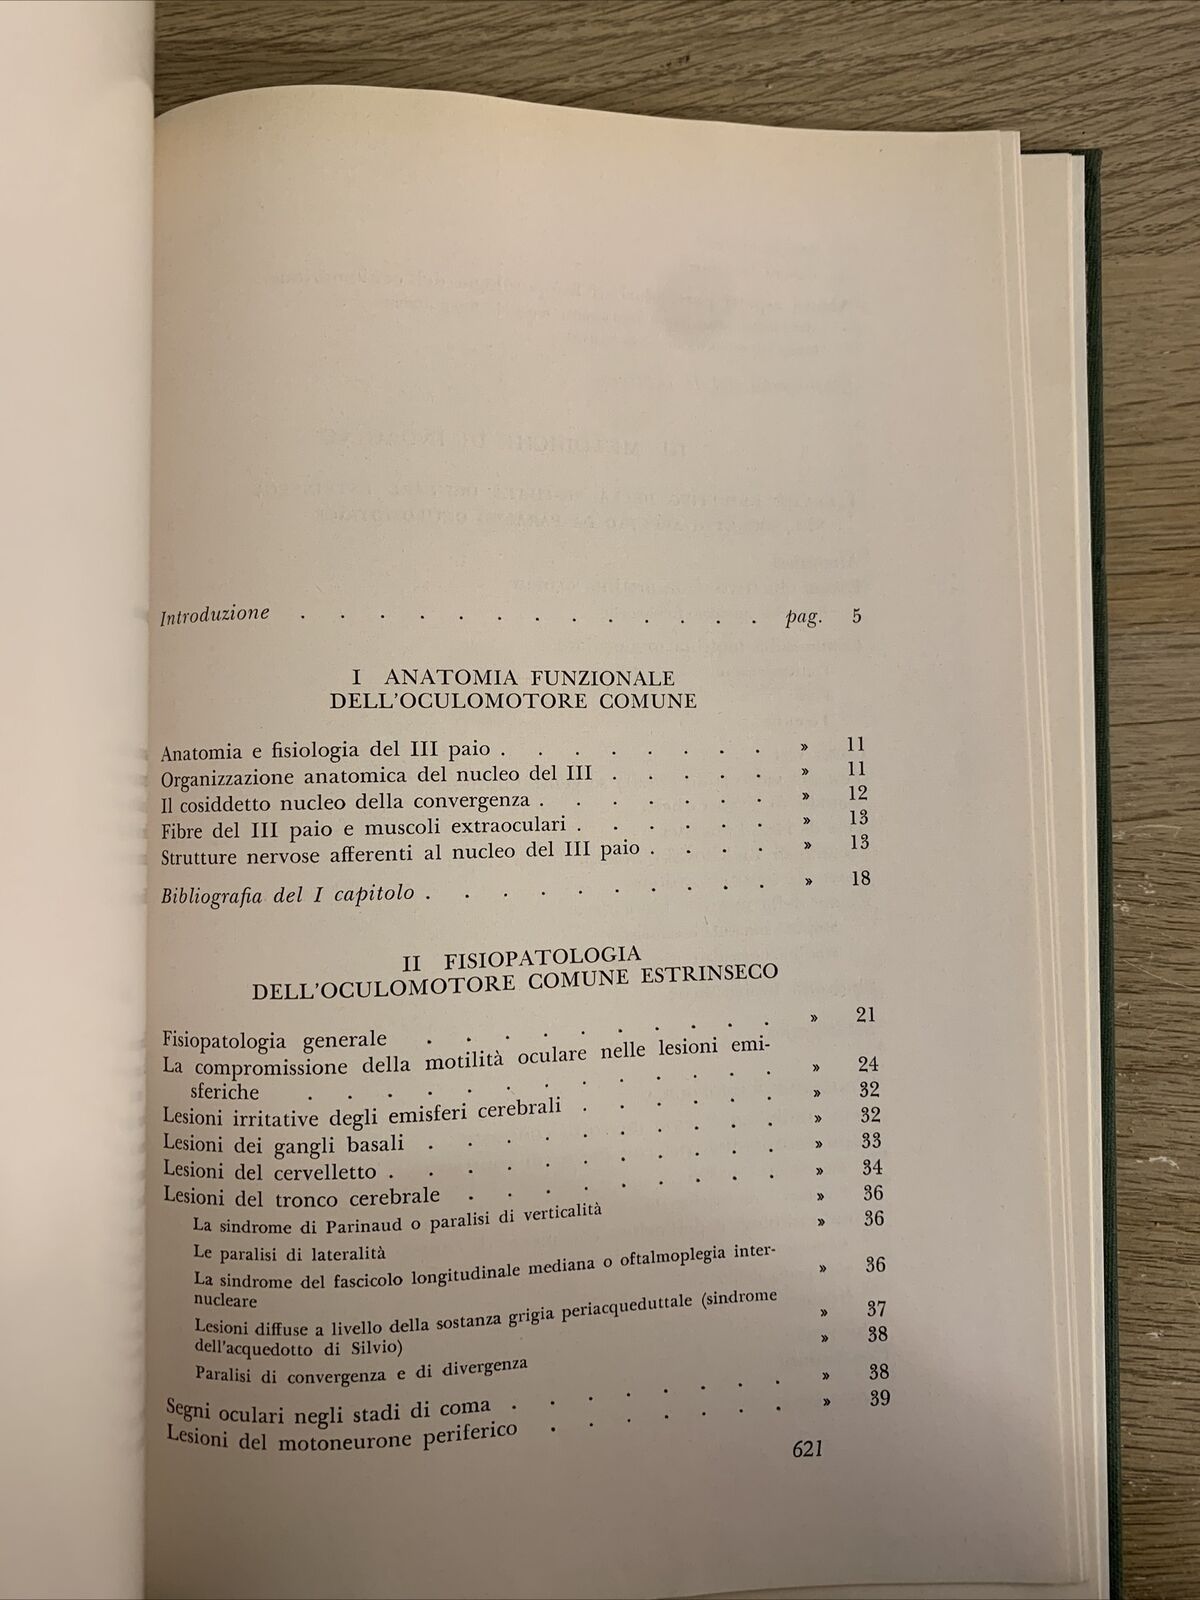 Introduzione . . . . . . . . . . . . . pag. 5
I ANATOMIA FUNZIONALE
DELL'OCULOMOTORE COMUNE
Anatomia e fisiologia del III paio . . . . . . . . » 11
Organizzazione anatomica del nucleo del III . . . . . » 11
Il cosiddetto nucleo della convergenza . . . . . . . » 12
Fibre del III paio e muscoli extraoculari . . . . . . » 13
Strutture nervose afferenti al nucleo del III paio . . . . » 13
Bibliografia del I capitolo . . . . . . . . . . » 18
II FISIOPATOLOGIA
DELL'OCULOMOTORE COMUNE ESTRINSECO
Fisiopatologia generale . . . . . . . . . . » 21
La compromissione della motilità oculare nelle lesioni emi-
sferiche . . . . . . . . . . . . . » 24
Lesioni irritative degli emisferi cerebrali . . . . . . » 32
Lesioni dei gangli basali . . . . . . . . . . » 32
Lesioni del cervelletto . . . . . . . . . . . » 33
Lesioni del tronco cerebrale . . . . . . . . . » 34
La sindrome di Parinaud o paralisi di verticalità » 36
Le paralisi di lateralità » 36
La sindrome del fascicolo longitudinale mediana o oftalmoplegia inter-
nucleare » 36
Lesioni diffuse a livello della sostanza grigia periacqueduttale (sindrome
dell'acquedotto di Silvio) » 37
Paralisi di convergenza e di divergenza » 38
Segni oculari negli stadi di coma . . . . . . . . » 38
Lesioni del motoneurone periferico . . . . . . . » 39
621